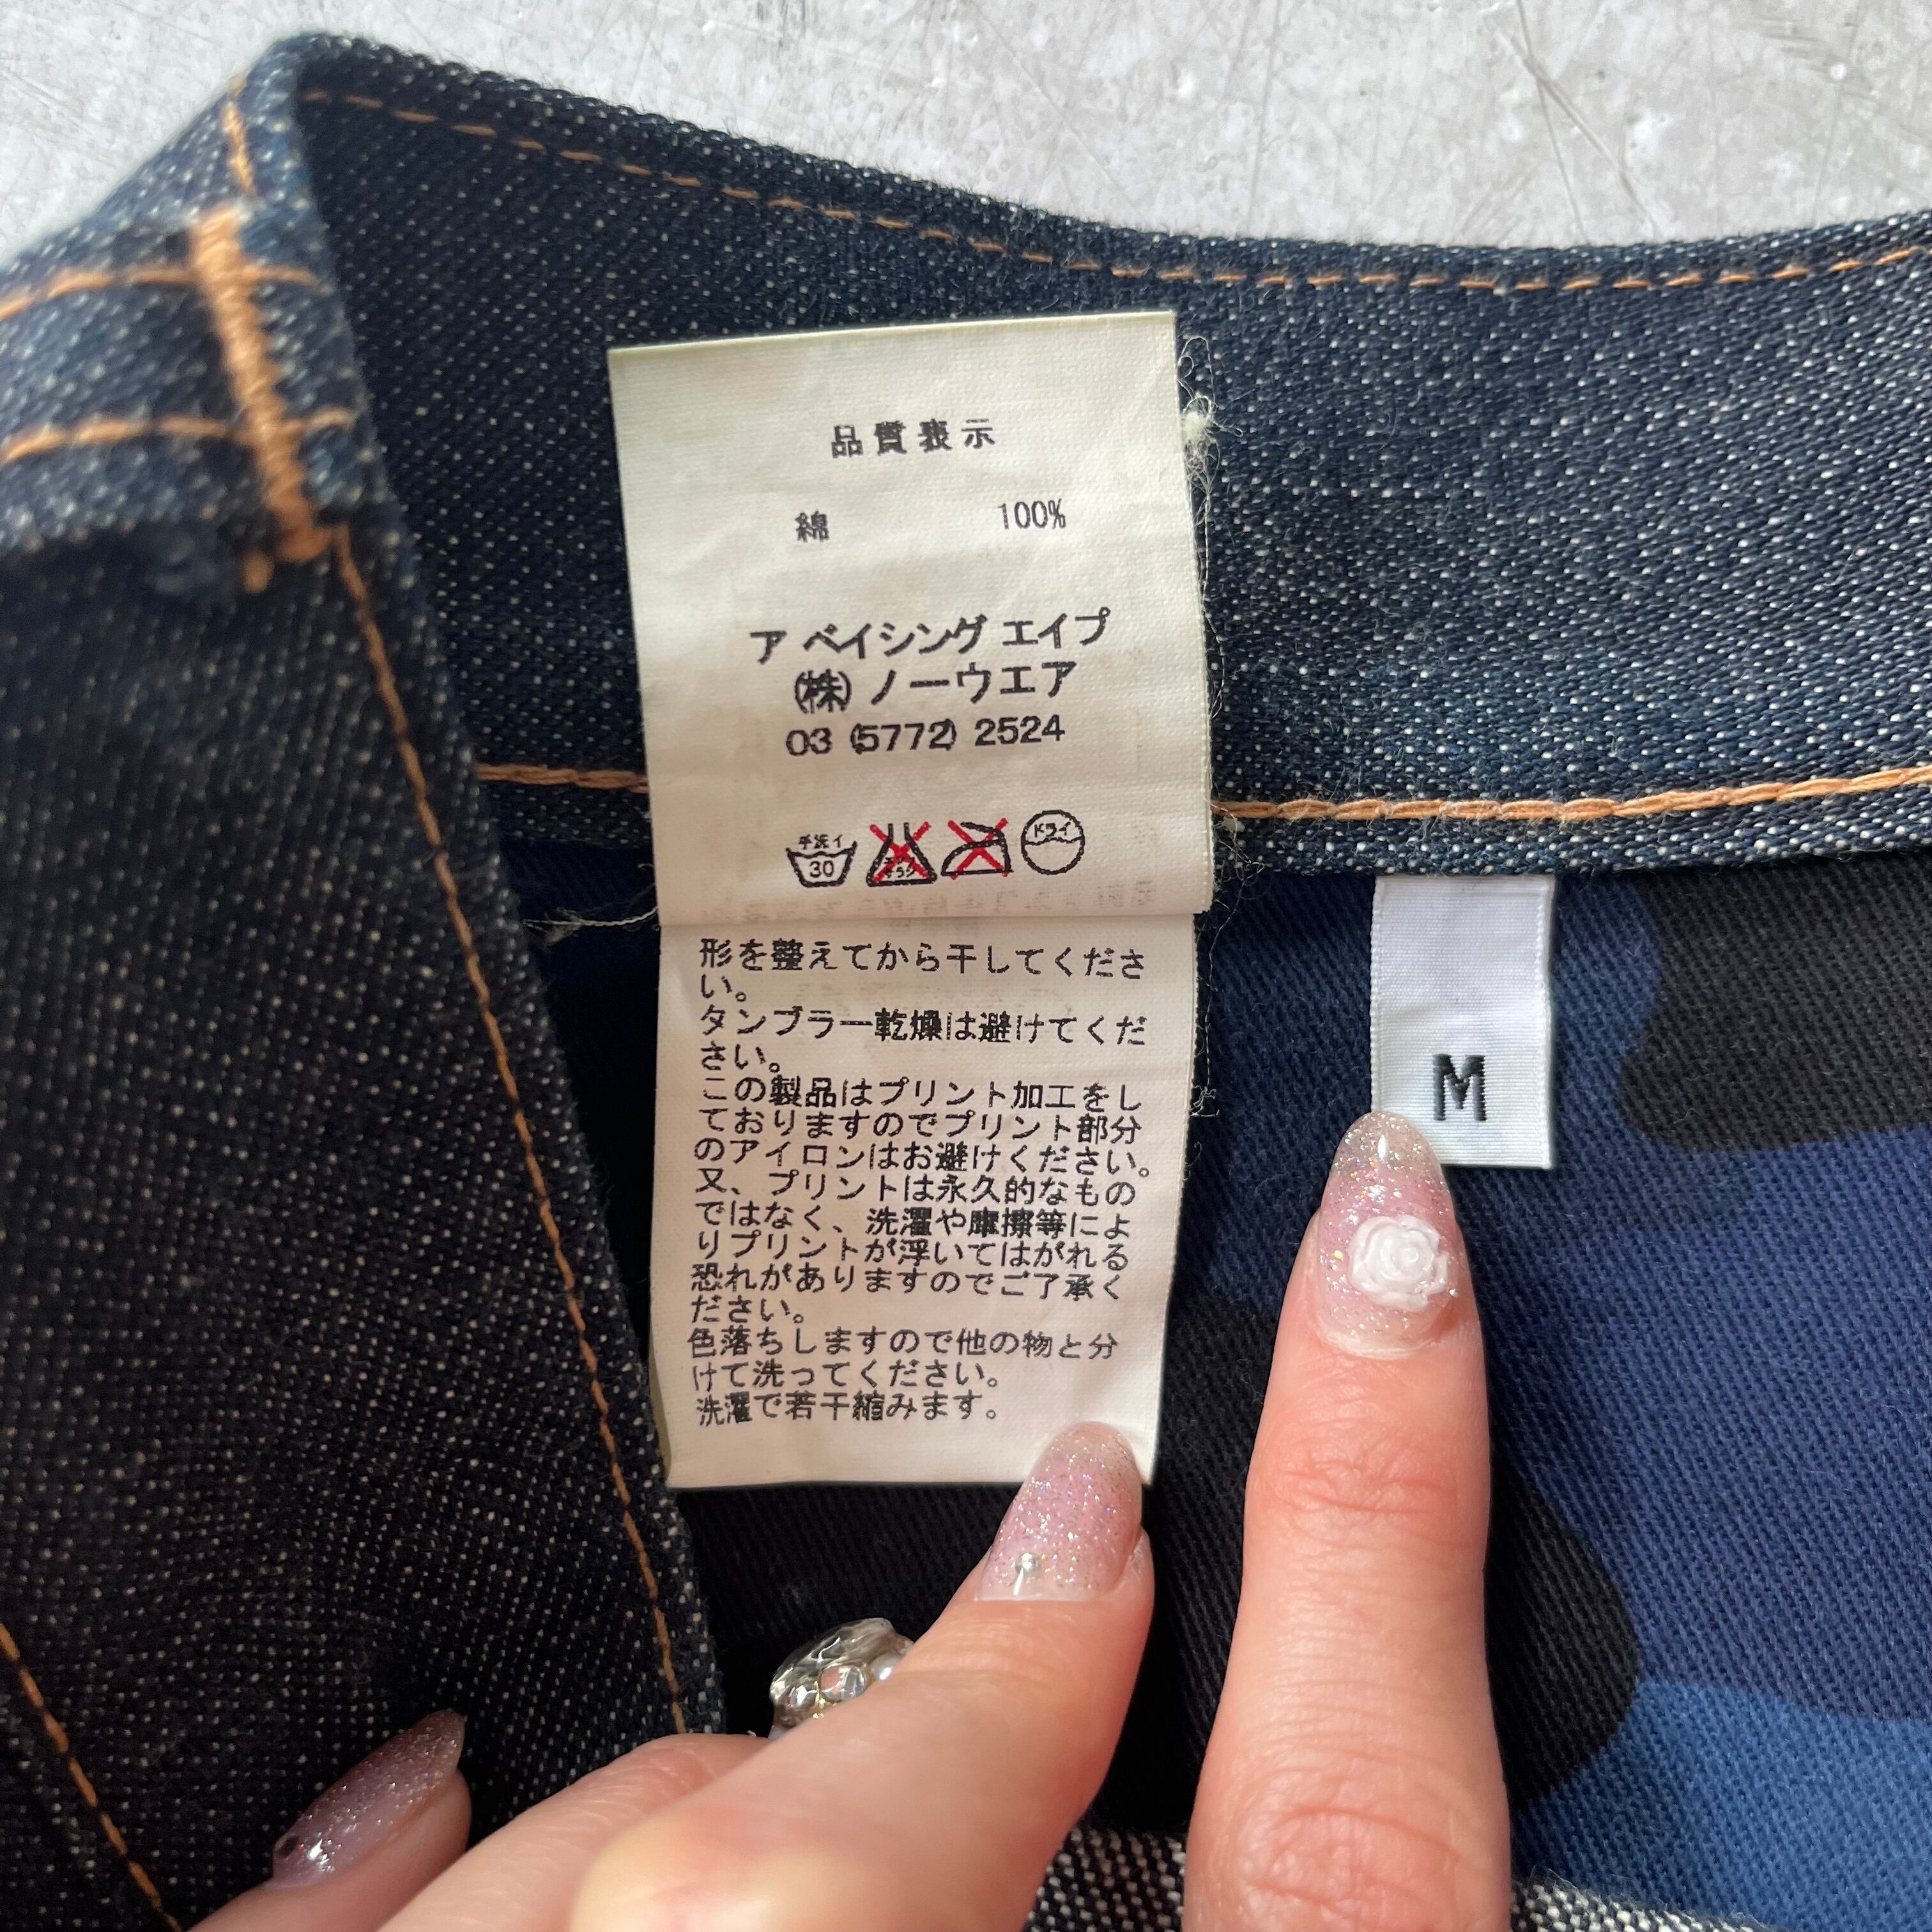 品質表示
綿 100%
ア ベイシング エイプ
(株) ノーウエア
03 (5772) 2524
手洗イ
30
ドライ
形を整えてから干してくださ
い。
タンブラー乾燥は避けてくだ
さい。
この製品はプリント加工をし
ておりますのでプリント部分
のアイロンはお避けください。
又、プリントは永久的なもの
ではなく、洗濯や摩擦等によ
りプリントが浮いてはがれる
恐れがありますのでご了承く
ださい。
色落ちしますので他の物と分
けて洗ってください。
洗濯で若干縮みます。
M